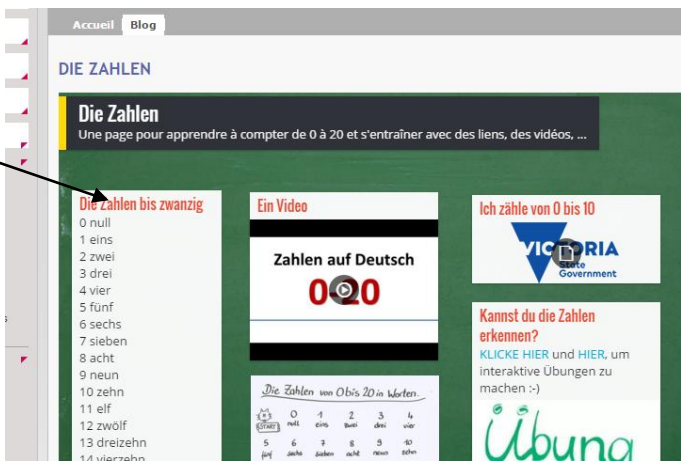 Accueil Blog
DIE ZAHLEN
Die Zahlen
Une page pour apprendre à compter de 0 à 20 et s'entraîner avec des liens, des vidéos, ...
Die Zahlen bis zwanzig
0 null
1 eins
2 zwei
3 drei
4 vier
5 fünf
6 sechs
7 sieben
8 acht
9 neun
10 zehn
11 elf
12 zwölf
13 dreizehn
14 vierzehn
Ein Video
Zahlen auf Deutsch
0-20
Die Zahlen von 0 bis 20 in Worten.
START 0 1 2 3 4
null eins zwei drei vier
5 6 7 8 9 10
fünf sechs sieben acht neun zehn
Ich zähle von 0 bis 10
VICTORIA
State
Government
Kannst du die Zahlen
erkennen?
KLICKE HIER und HIER, um
interaktive Übungen zu
machen :-)
Übung